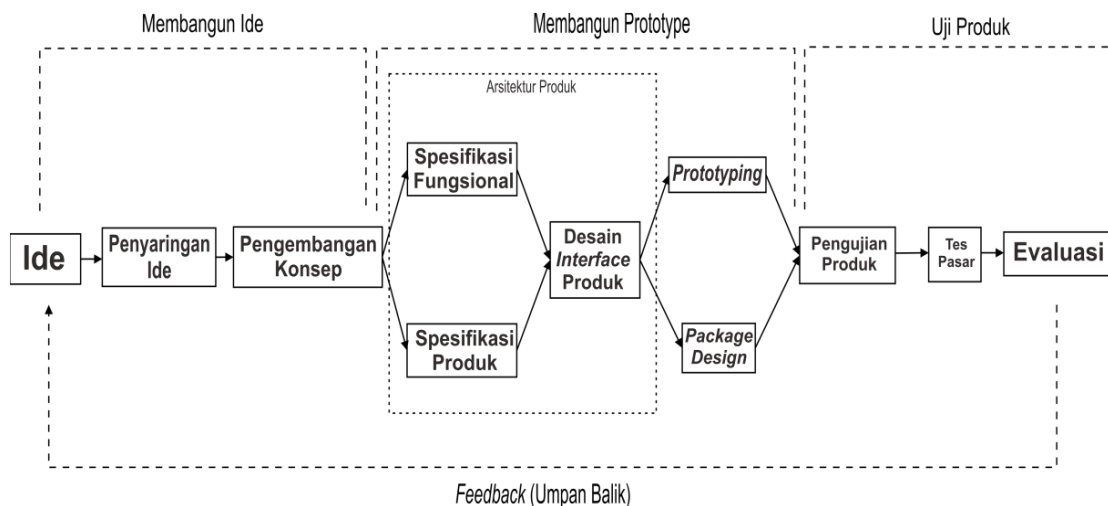 Membangun Ide
Membangun Prototype
Uji Produk
Arsitektur Produk
Ide
Penyaringan
Ide
Pengembangan
Konsep
Spesifikasi
Fungsional
Spesifikasi
Produk
Desain
Interface
Produk
Prototyping
Package
Design
Pengujian
Produk
Tes
Pasar
Evaluasi
Feedback (Umpan Balik)